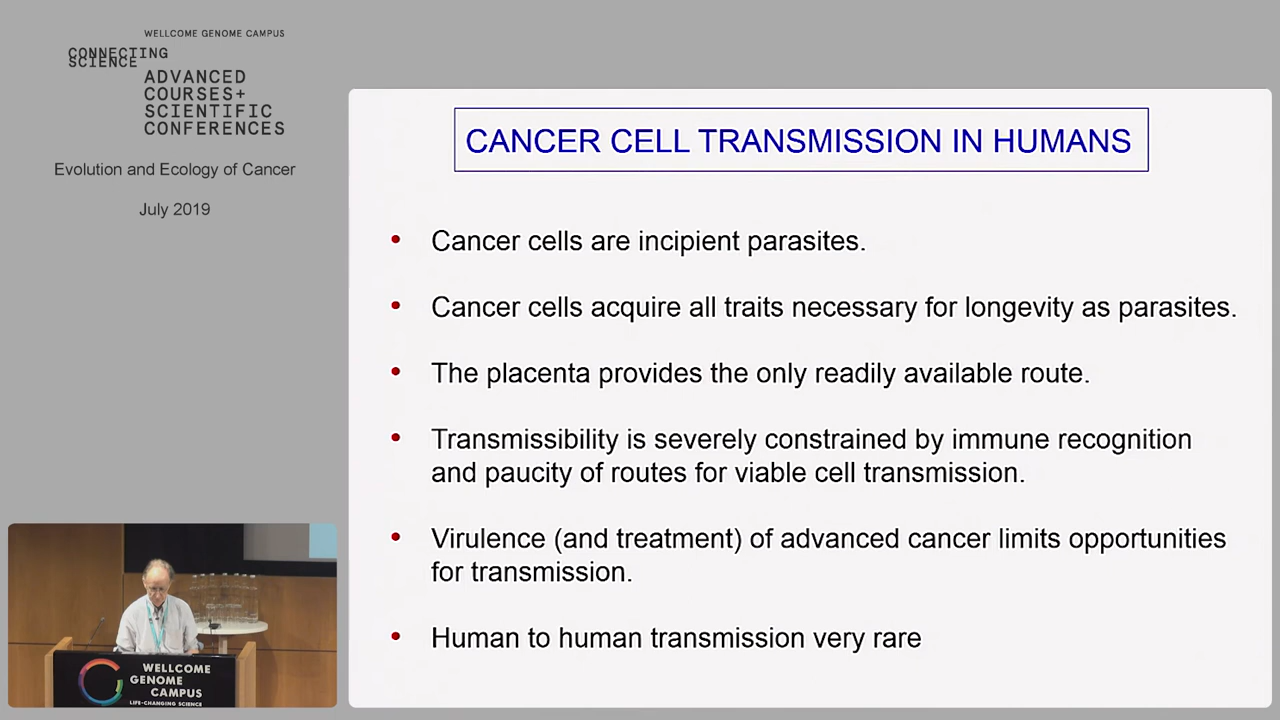 WELLCOME GENOME CAMPUS
CONNECTING
SCIENCE
ADVANCED
COURSES+
SCIENTIFIC
CONFERENCES
Evolution and Ecology of Cancer
July 2019
CANCER CELL TRANSMISSION IN HUMANS
• Cancer cells are incipient parasites.
• Cancer cells acquire all traits necessary for longevity as parasites.
• The placenta provides the only readily available route.
• Transmissibility is severely constrained by immune recognition
and paucity of routes for viable cell transmission.
• Virulence (and treatment) of advanced cancer limits opportunities
for transmission.
• Human to human transmission very rare
WELLCOME
GENOME
CAMPUS
LIFE-CHANGING SCIENCE